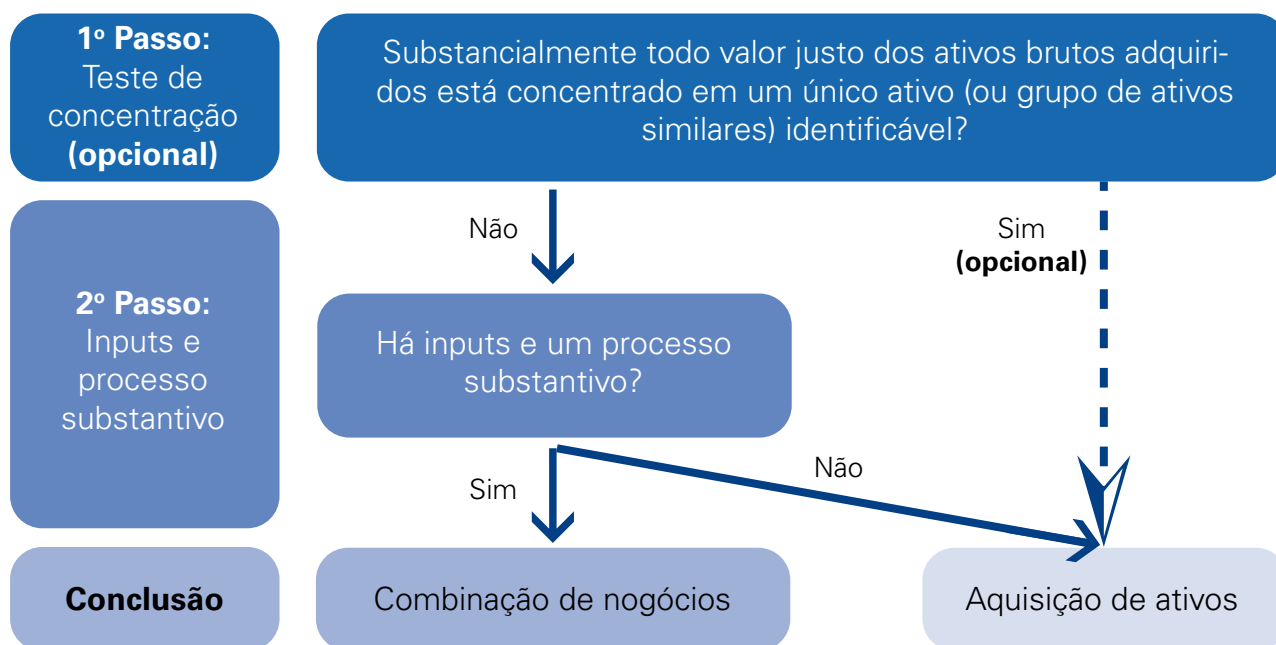 1º Passo:
Teste de
concentração
(opcional)
Substancialmente todo valor justo dos ativos brutos adquiri-
dos está concentrado em um único ativo (ou grupo de ativos
similares) identificável?
Não
Sim
(opcional)
2º Passo:
Inputs e
processo
substantivo
Há inputs e um processo
substantivo?
Sim
Não
Conclusão
Combinação de nogócios
Aquisição de ativos